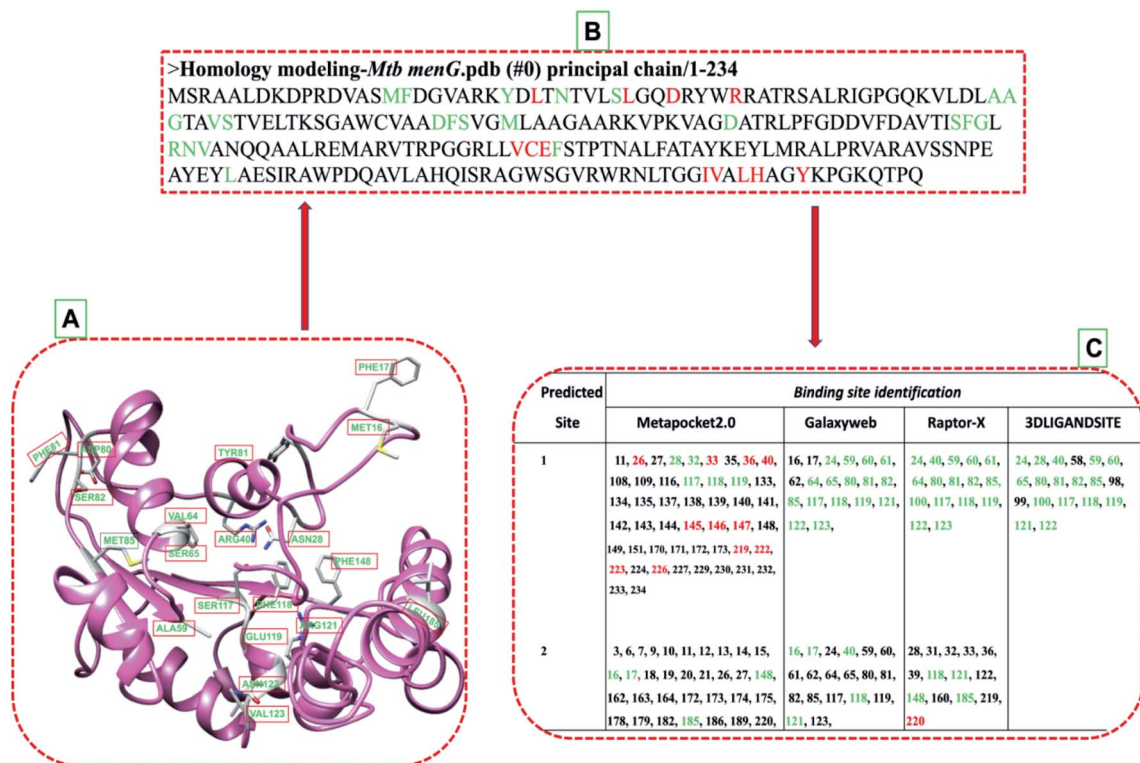 B
>Homology modeling-Mtb menG.pdb (#0) principal chain/1-234
MSRAALDKDPRDVASMFDGVARKYDLTNTVLSLGQDRYWRRATRSALRIGPGQKVLDLAA
GTAVSTVELTKSGAWCVAADFSVGMLAAGAARKVPKVAGDATRLPFGDDVFDAVTISFGL
RNVANQQAALREMARVTRPGGRLLVCEFSTPTNALFATAYKEYLMRALPRVARAVSSNPE
AYEYLAESIRAWPDQAVLAHQISRAGWSGVRWRNLTGGIVALHAGYKPGKQTPQ
A
PHE17
MET16
TYR81
PHE81
ASP80
SER82
VAL64
MET85
SER65
ARG40
ASN28
PHE148
SER117
PHE118
LEU185
ALA59
ARG121
GLU119
ASN122
VAL123
C
Predicted Site
Binding site identification
Metapocket2.0 Galaxyweb Raptor-X 3DLIGANDSITE
1
11, 26, 27, 28, 32, 33 35, 36, 40,
108, 109, 116, 117, 118, 119, 133,
134, 135, 137, 138, 139, 140, 141,
142, 143, 144, 145, 146, 147, 148,
149, 151, 170, 171, 172, 173, 219, 222,
223, 224, 226, 227, 229, 230, 231, 232,
233, 234
16, 17, 24, 59, 60, 61,
62, 64, 65, 80, 81, 82,
85, 117, 118, 119, 121,
122, 123,
24, 40, 59, 60, 61,
64, 80, 81, 82, 85,
100, 117, 118, 119,
122, 123
24, 28, 40, 58, 59, 60,
65, 80, 81, 82, 85, 98,
99, 100, 117, 118, 119,
121, 122
2
3, 6, 7, 9, 10, 11, 12, 13, 14, 15,
16, 17, 18, 19, 20, 21, 26, 27, 148,
162, 163, 164, 172, 173, 174, 175,
178, 179, 182, 185, 186, 189, 220,
16, 17, 24, 40, 59, 60,
61, 62, 64, 65, 80, 81,
82, 85, 117, 118, 119,
121, 123,
28, 31, 32, 33, 36,
39, 118, 121, 122,
148, 160, 185, 219,
220